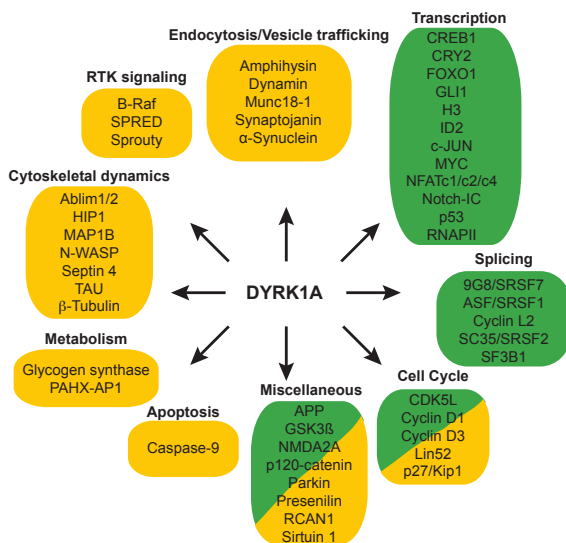 Endocytosis/Vesicle trafficking
Amphihysin
Dynamin
Munc18-1
Synaptojanin
α-Synuclein
Transcription
CREB1
CRY2
FOXO1
GLI1
H3
ID2
c-JUN
MYC
NFATc1/c2/c4
Notch-IC
p53
RNAPII
RTK signaling
B-Raf
SPRED
Sprouty
Cytoskeletal dynamics
Ablim1/2
HIP1
MAP1B
N-WASP
Septin 4
TAU
β-Tubulin
DYRK1A
Splicing
9G8/SRSF7
ASF/SRSF1
Cyclin L2
SC35/SRSF2
SF3B1
Metabolism
Glycogen synthase
PAHX-AP1
Apoptosis
Caspase-9
Miscellaneous
APP
GSK3ß
NMDA2A
p120-catenin
Parkin
Presenilin
RCAN1
Sirtuin 1
Cell Cycle
CDK5L
Cyclin D1
Cyclin D3
Lin52
p27/Kip1